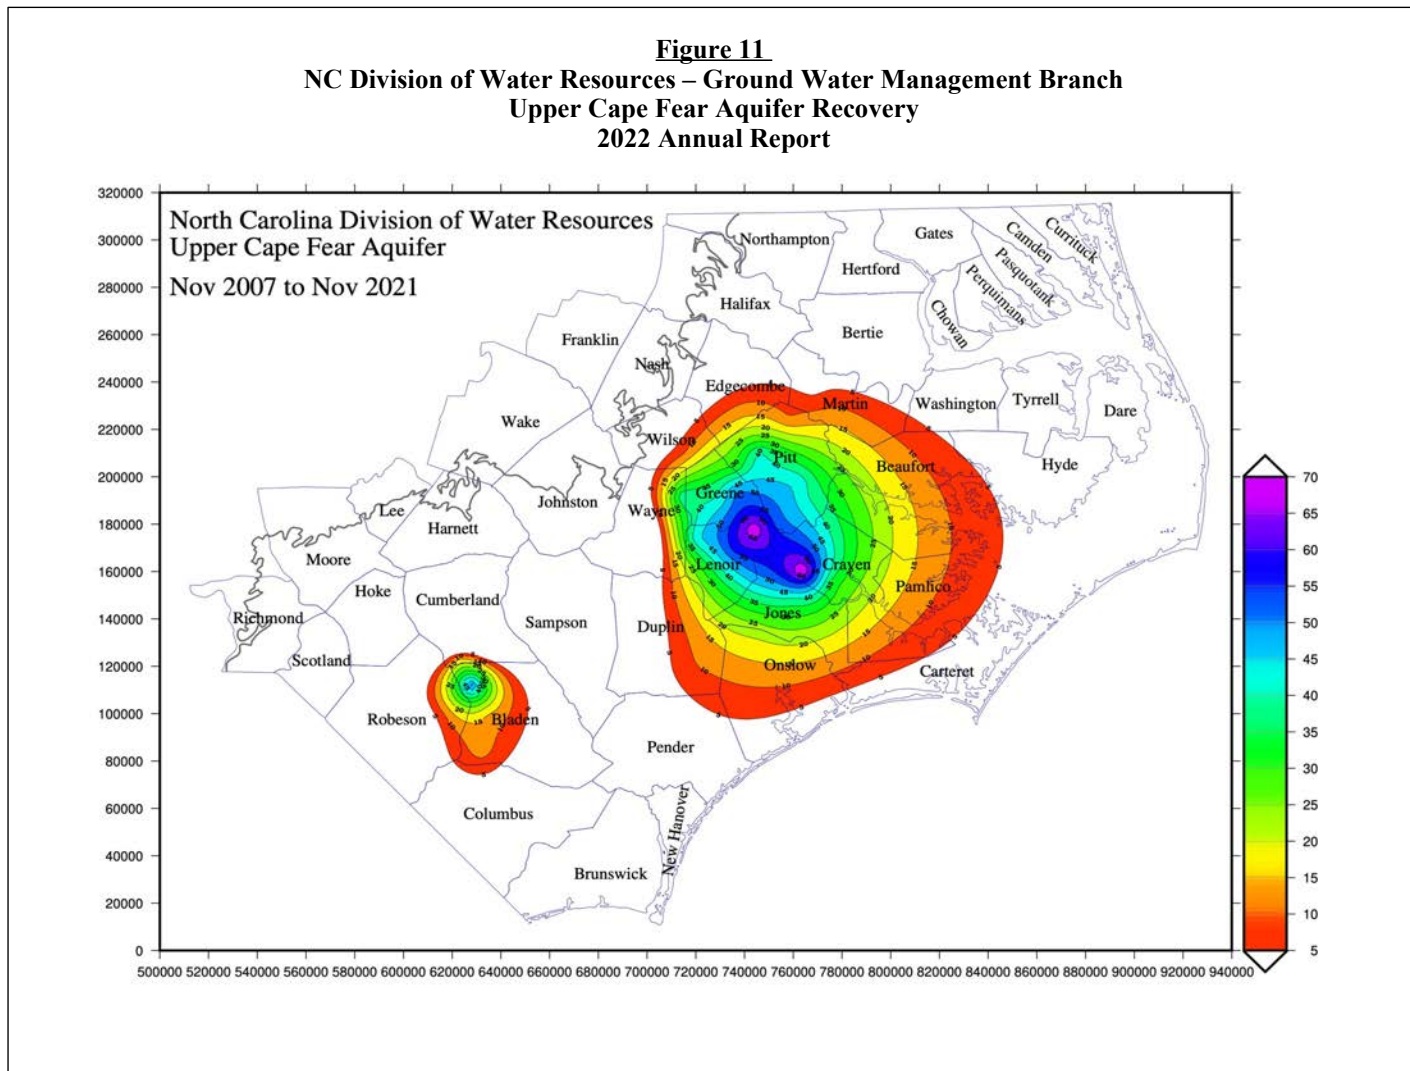 Figure 11
NC Division of Water Resources – Ground Water Management Branch
Upper Cape Fear Aquifer Recovery
2022 Annual Report
North Carolina Division of Water Resources
Upper Cape Fear Aquifer
Nov 2007 to Nov 2021
320000
300000
280000
260000
240000
220000
200000
180000
160000
140000
120000
100000
80000
60000
40000
20000
0
Northampton
Gates
Camden
Currituck
Pasquotank
Perquimans
Hertford
Halifax
Chowan
Bertie
Franklin
Nash
Edgecombe
Martin
Washington
Tyrrell
Dare
Wake
Wilson
Pitt
Beaufort
Hyde
Greene
Johnston
Wayne
Lee
Harnett
Moore
Lenoir
Craven
Hoke
Cumberland
Pamlico
Richmond
Sampson
Duplin
Jones
Scotland
Onslow
Carteret
Robeson
Bladen
Pender
Columbus
New Hanover
Brunswick
70
65
60
55
50
45
40
35
30
25
20
15
10
5
500000 520000 540000 560000 580000 600000 620000 640000 660000 680000 700000 720000 740000 760000 780000 800000 820000 840000 860000 880000 900000 920000 940000